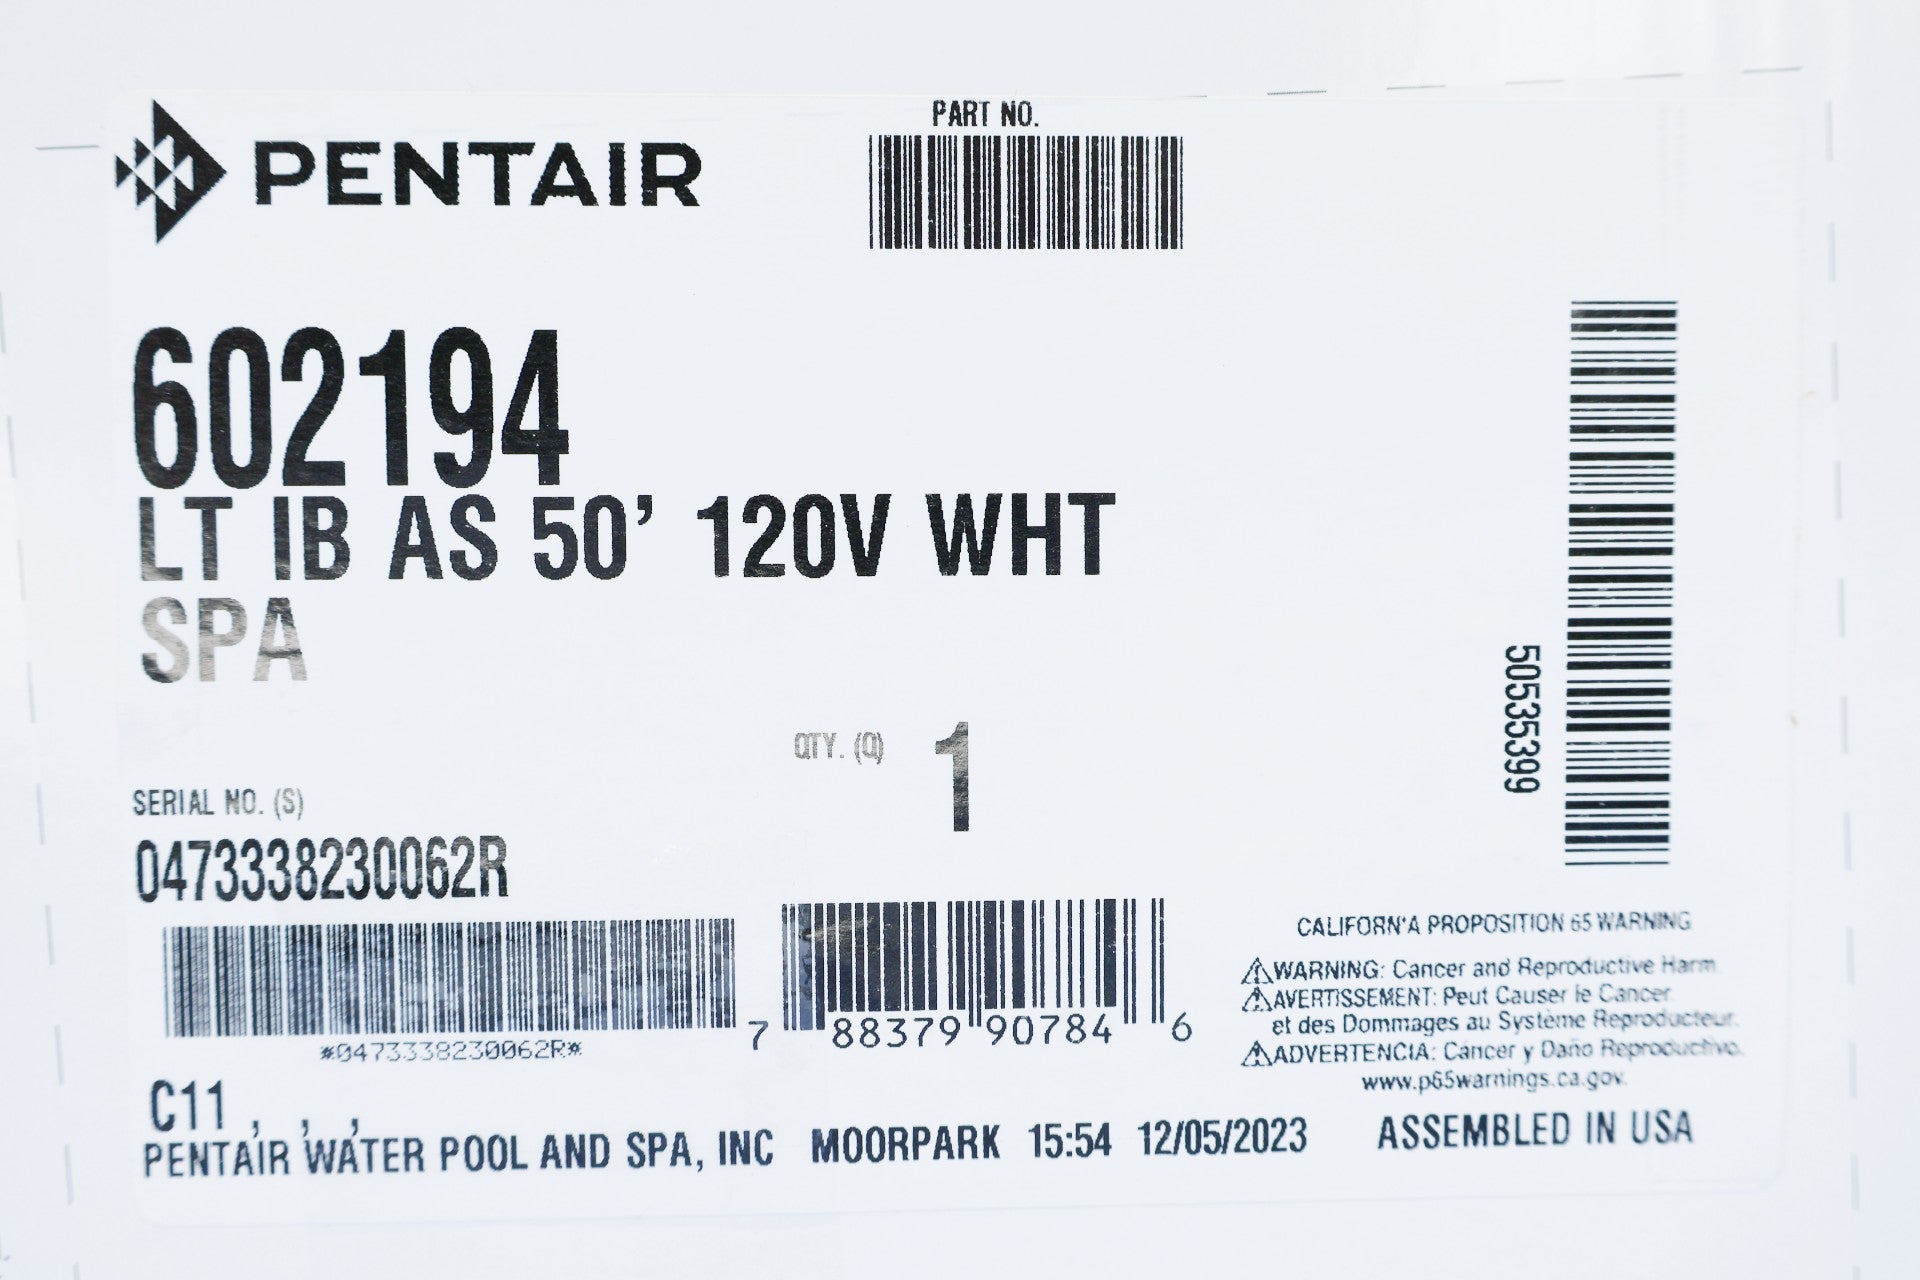 PENTAIR
PART NO.
602194
LT IB AS 50' 120V WHT
SPA
QTY. (Q) 1
50535399
SERIAL NO. (S)
0473338230062R
*0473338230062R*
7 88379 90784 6
CALIFORN'A PROPOSITION 65 WARNING
⚠WARNING: Cancer and Reproductive Harm.
⚠AVERTISSEMENT: Peut Causer le Cancer
et des Dommages au Système Reproducteur.
⚠ADVERTENCIA: Cáncer y Daño Reproductivo.
www.p65warnings.ca.gov.
C11 , , ,
PENTAIR WATER POOL AND SPA, INC MOORPARK 15:54 12/05/2023 ASSEMBLED IN USA